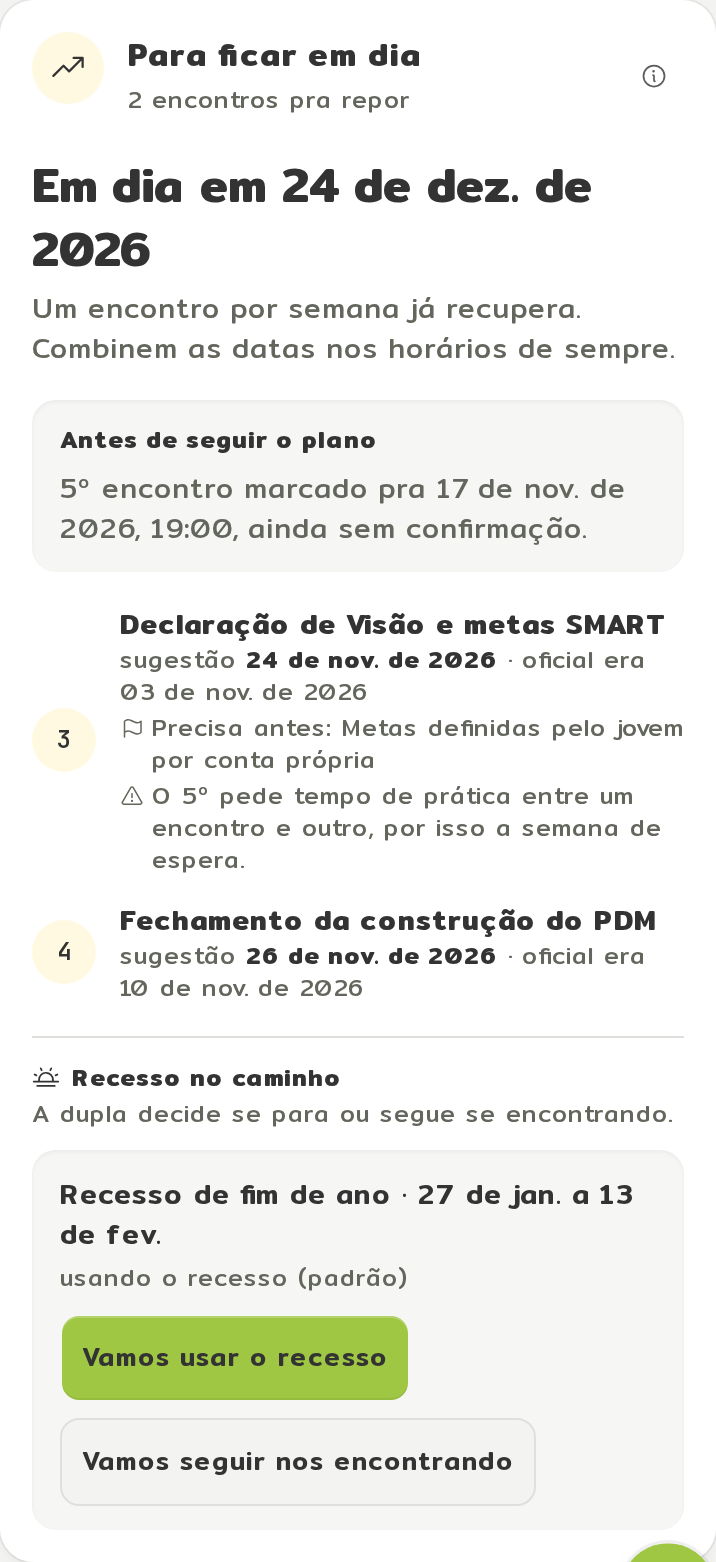 Para ficar em dia
2 encontros pra repor
Em dia em 24 de dez. de
2026
Um encontro por semana já recupera.
Combinem as datas nos horários de sempre.
Antes de seguir o plano
5º encontro marcado pra 17 de nov. de
2026, 19:00, ainda sem confirmação.
Declaração de Visão e metas SMART
sugestão 24 de nov. de 2026 · oficial era
03 de nov. de 2026
3
Precisa antes: Metas definidas pelo jovem
por conta própria
O 5º pede tempo de prática entre um
encontro e outro, por isso a semana de
espera.
Fechamento da construção do PDM
4
sugestão 26 de nov. de 2026 · oficial era
10 de nov. de 2026
Recesso no caminho
A dupla decide se para ou segue se encontrando.
Recesso de fim de ano · 27 de jan. a 13
de fev.
usando o recesso (padrão)
Vamos usar o recesso
Vamos seguir nos encontrando